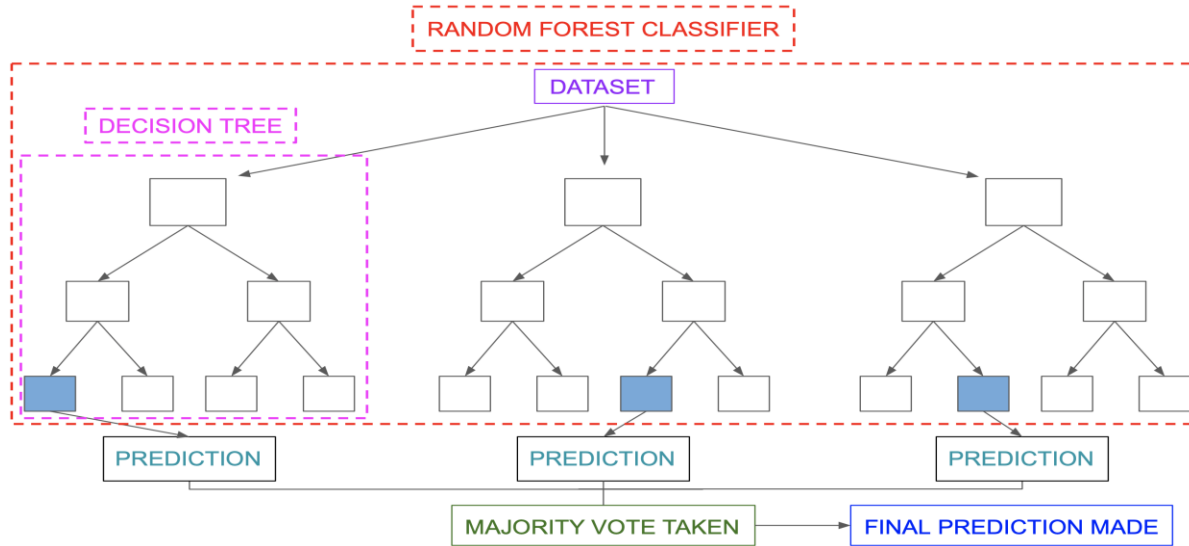 RANDOM FOREST CLASSIFIER
DATASET
DECISION TREE
PREDICTION
PREDICTION
PREDICTION
MAJORITY VOTE TAKEN
FINAL PREDICTION MADE